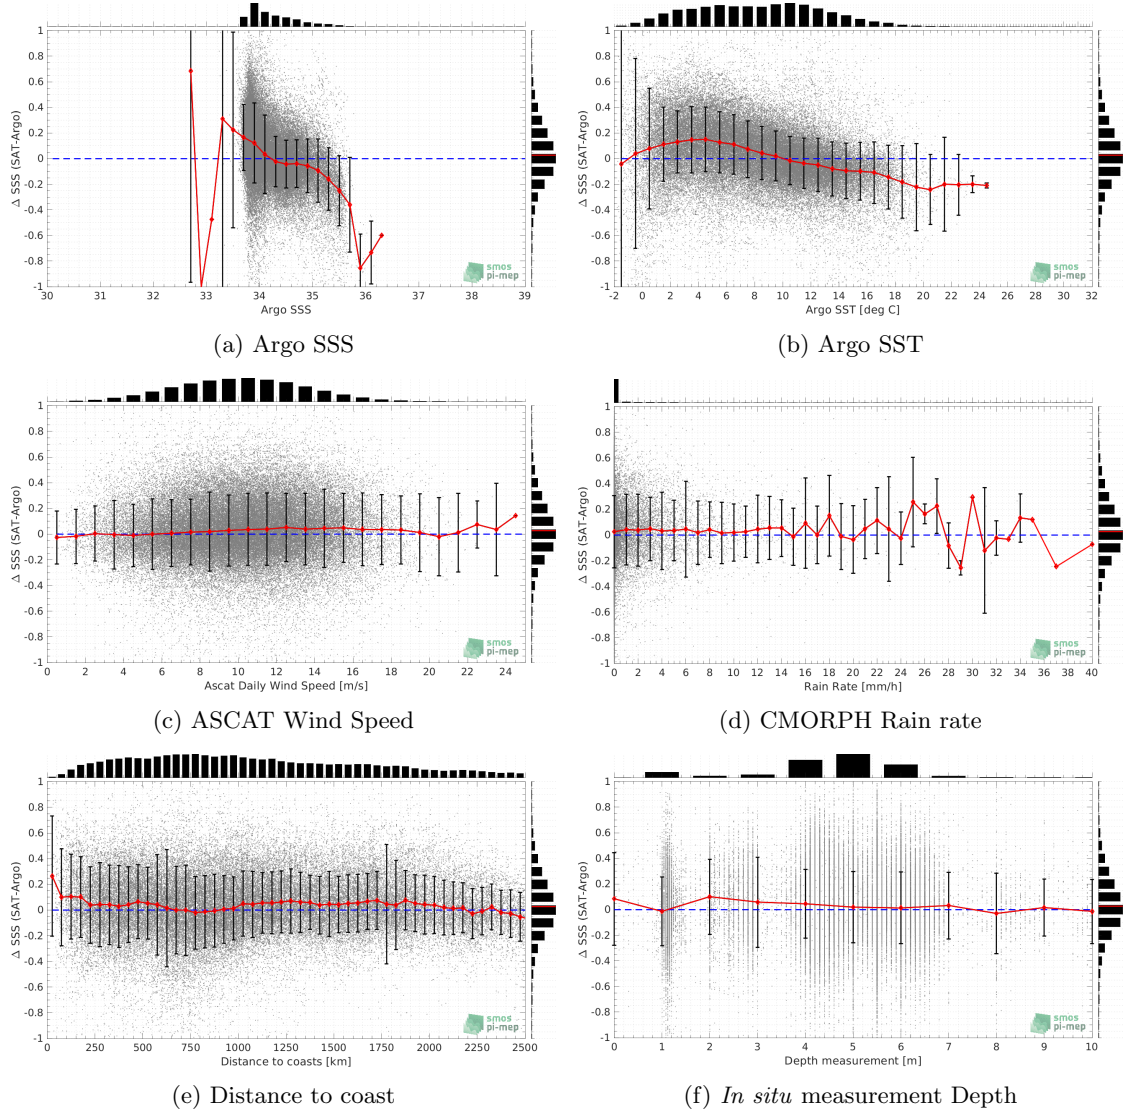 1
0.8
0.6
0.4
0.2
0
-0.2
-0.4
-0.6
-0.8
-1
Δ SSS (SAT-Argo)
30 31 32 33 34 35 36 37 38 39
Argo SSS
smos
pi-mep
(a) Argo SSS
1
0.8
0.6
0.4
0.2
0
-0.2
-0.4
-0.6
-0.8
-1
Δ SSS (SAT-Argo)
-2 0 2 4 6 8 10 12 14 16 18 20 22 24 26 28 30 32
Argo SST [deg C]
smos
pi-mep
(b) Argo SST
1
0.8
0.6
0.4
0.2
0
-0.2
-0.4
-0.6
-0.8
-1
Δ SSS (SAT-Argo)
0 2 4 6 8 10 12 14 16 18 20 22 24
Ascat Daily Wind Speed [m/s]
smos
pi-mep
(c) ASCAT Wind Speed
1
0.8
0.6
0.4
0.2
0
-0.2
-0.4
-0.6
-0.8
-1
Δ SSS (SAT-Argo)
0 2 4 6 8 10 12 14 16 18 20 22 24 26 28 30 32 34 36 38 40
Rain Rate [mm/h]
smos
pi-mep
(d) CMORPH Rain rate
1
0.8
0.6
0.4
0.2
0
-0.2
-0.4
-0.6
-0.8
-1
Δ SSS (SAT-Argo)
0 250 500 750 1000 1250 1500 1750 2000 2250 2500
Distance to coasts [km]
smos
pi-mep
(e) Distance to coast
1
0.8
0.6
0.4
0.2
0
-0.2
-0.4
-0.6
-0.8
-1
Δ SSS (SAT-Argo)
0 1 2 3 4 5 6 7 8 9 10
Depth measurement [m]
smos
pi-mep
(f) In situ measurement Depth